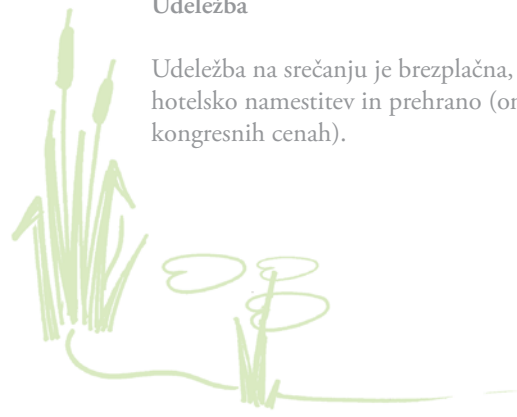 Udeležba
Udeležba na srečanju je brezplačna,
hotelsko namestitev in prehrano
kongresnih cenah).